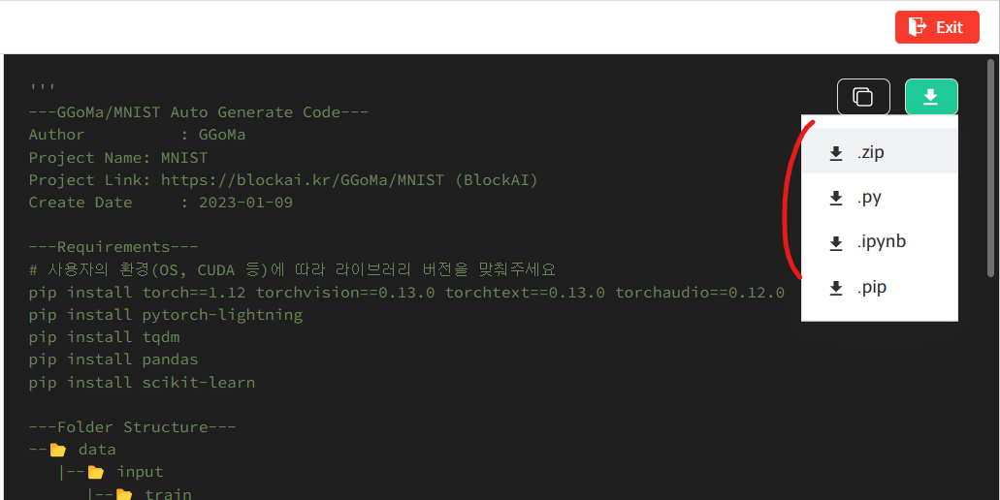 Exit
'''
---GGoMa/MNIST Auto Generate Code---
Author          : GGoMa
Project Name: MNIST
Project Link: https://blockai.kr/GGoMa/MNIST (BlockAI)
Create Date     : 2023-01-09
---Requirements---
# 사용자의 환경(OS, CUDA 등)에 따라 라이브러리 버전을 맞춰주세요
pip install torch==1.12 torchvision==0.13.0 torchtext==0.13.0 torchaudio==0.12.0
pip install pytorch-lightning
pip install tqdm
pip install pandas
pip install scikit-learn
---Folder Structure---
--📂 data
   |--📂 input
      |--📂 train
.zip
.py
.ipynb
.pip